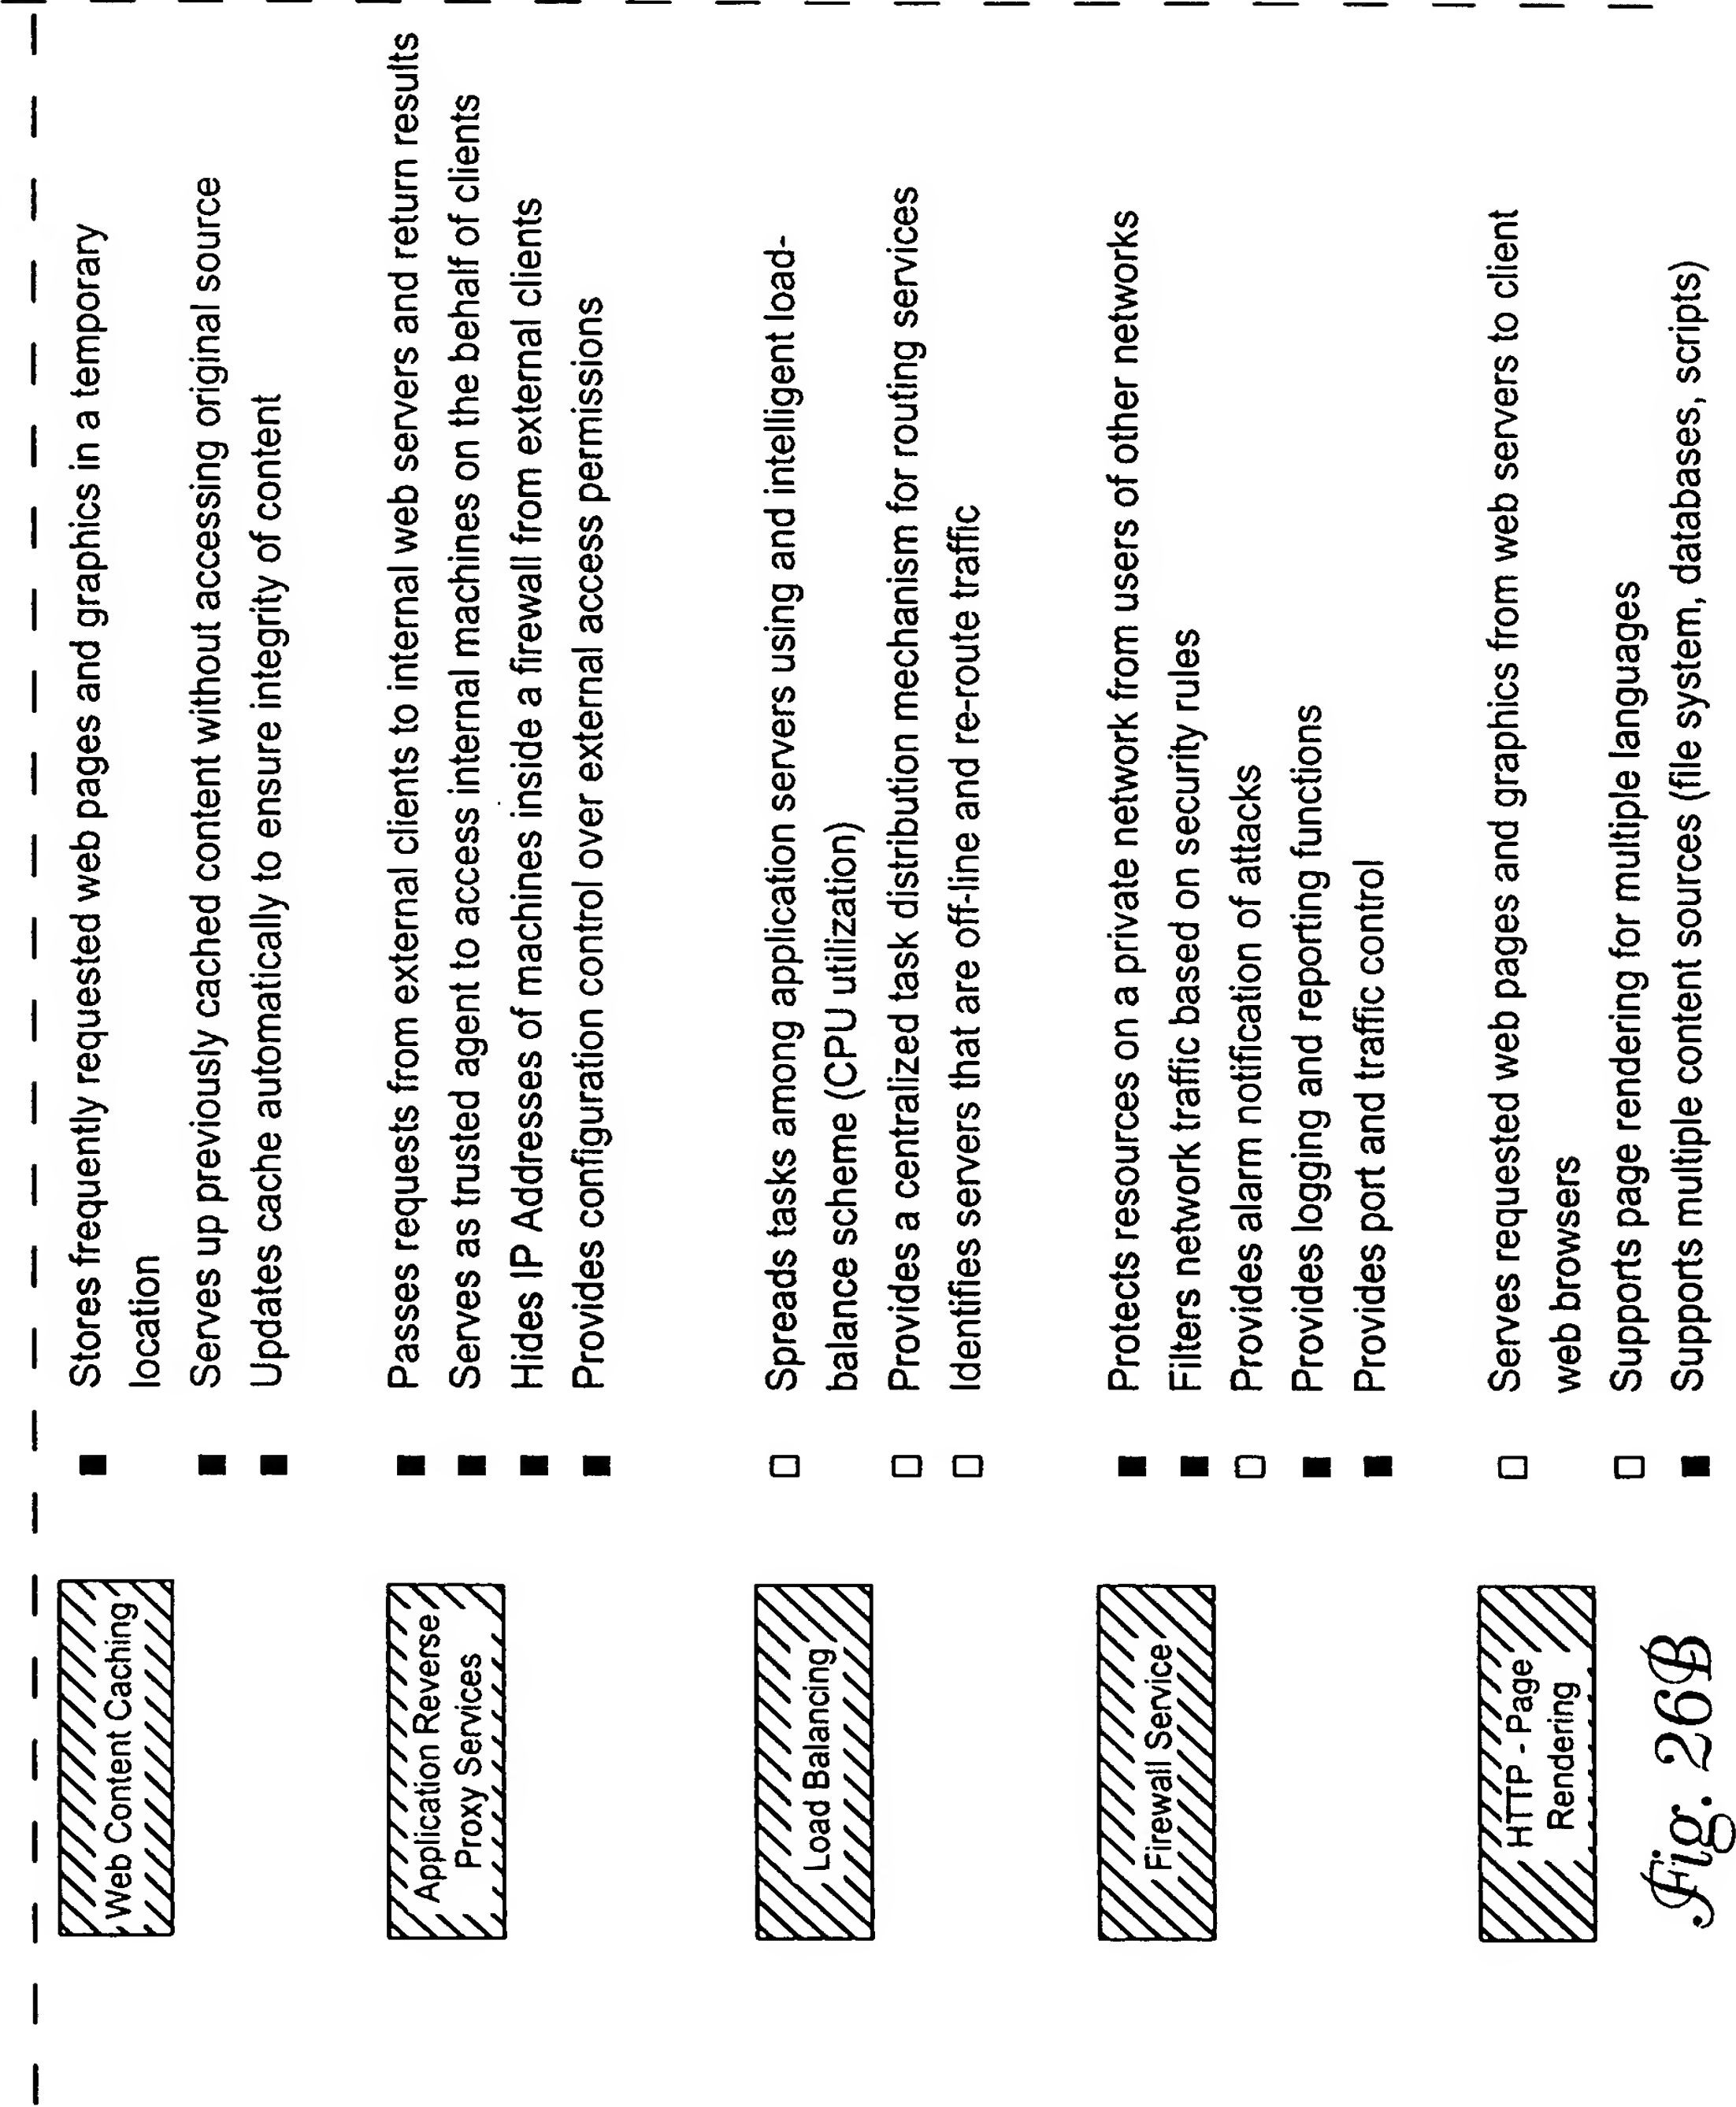 Web Content Caching
Stores frequently requested web pages and graphics in a temporary
location
Serves up previously cached content without accessing original source
Updates cache automatically to ensure integrity of content
Application Reverse
Proxy Services
Passes requests from external clients to internal web servers and return results
Serves as trusted agent to access internal machines on the behalf of clients
Hides IP Addresses of machines inside a firewall from external clients
Provides configuration control over external access permissions
Load Balancing
Spreads tasks among application servers using and intelligent load-
balance scheme (CPU utilization)
Provides a centralized task distribution mechanism for routing services
Identifies servers that are off-line and re-route traffic
Firewall Service
Protects resources on a private network from users of other networks
Filters network traffic based on security rules
Provides alarm notification of attacks
Provides logging and reporting functions
Provides port and traffic control
HTTP - Page
Rendering
Serves requested web pages and graphics from web servers to client
web browsers
Supports page rendering for multiple languages
Supports multiple content sources (file system, databases, scripts)
Fig. 26B